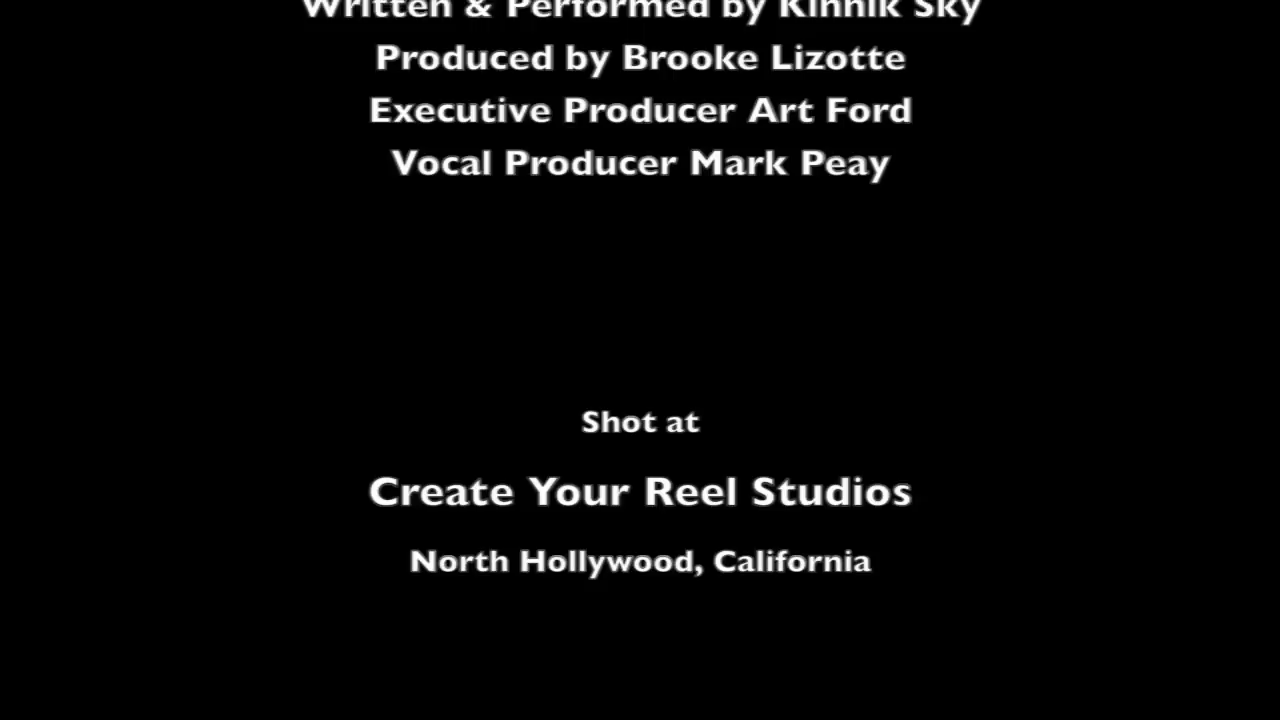 Written & Performed by Kinnik Sky
Produced by Brooke Lizotte
Executive Producer Art Ford
Vocal Producer Mark Peay
Shot at
Create Your Reel Studios
North Hollywood, California